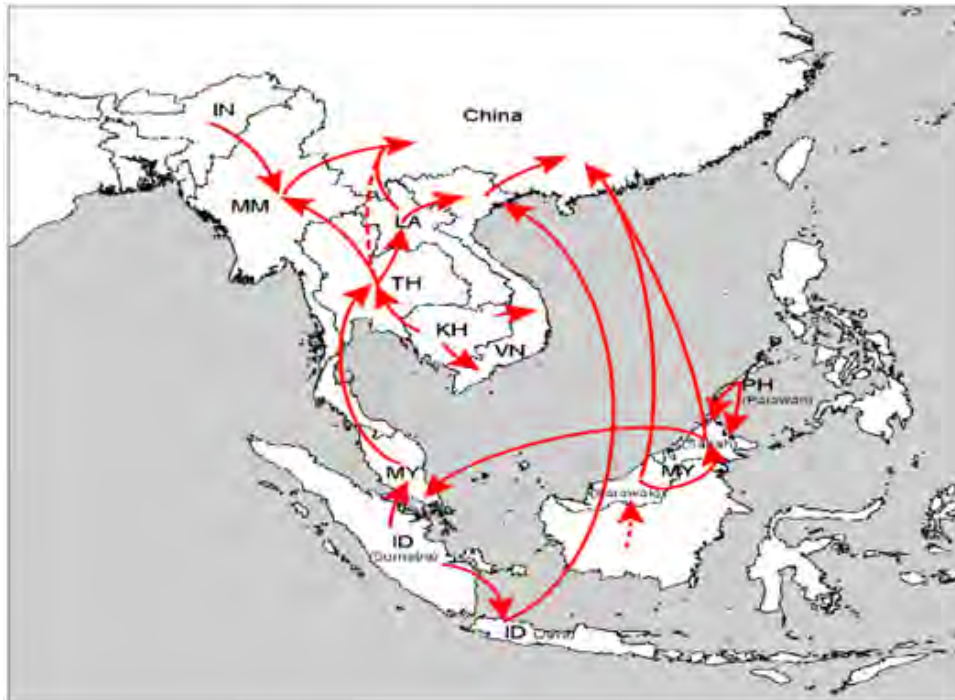 IN
China
MM
LA
TH
KH
VN
PH
(Palawan)
MY
(Sabah)
MY
(Sarawak)
ID
(Sumatra)
ID (Java)